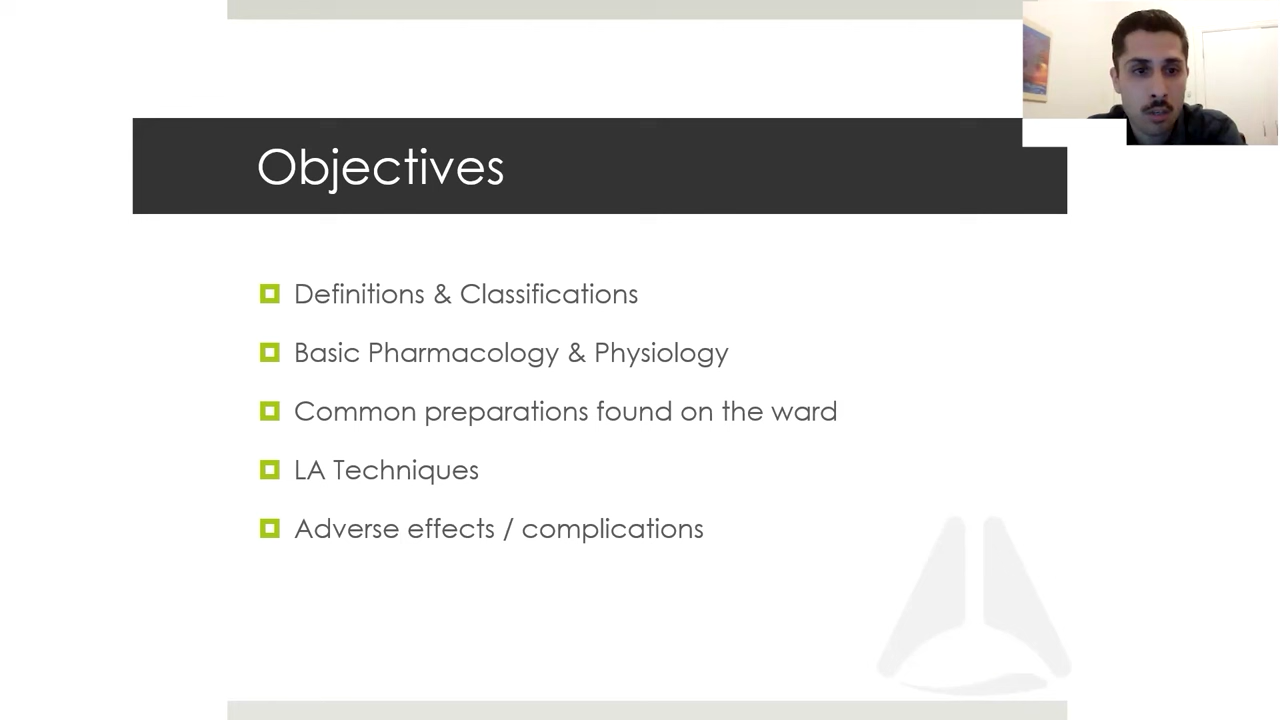 Objectives
Definitions & Classifications
Basic Pharmacology & Physiology
Common preparations found on the ward
LA Techniques
Adverse effects / complications